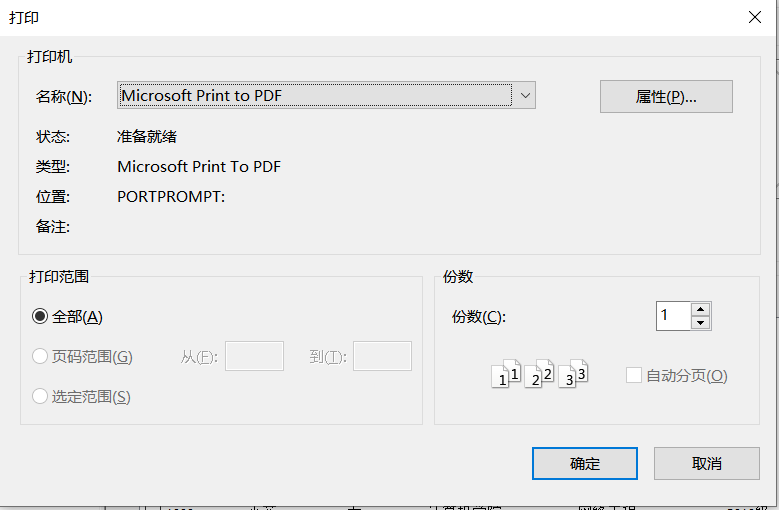 打印
打印机
名称(N): Microsoft Print to PDF 属性(P)...
状态: 准备就绪
类型: Microsoft Print To PDF
位置: PORTPROMPT:
备注:
打印范围 份数
全部(A) 份数(C): 1
页码范围(G) 从(F): 到(T):
1 1 2 2 3 3 自动分页(O)
选定范围(S)
确定 取消